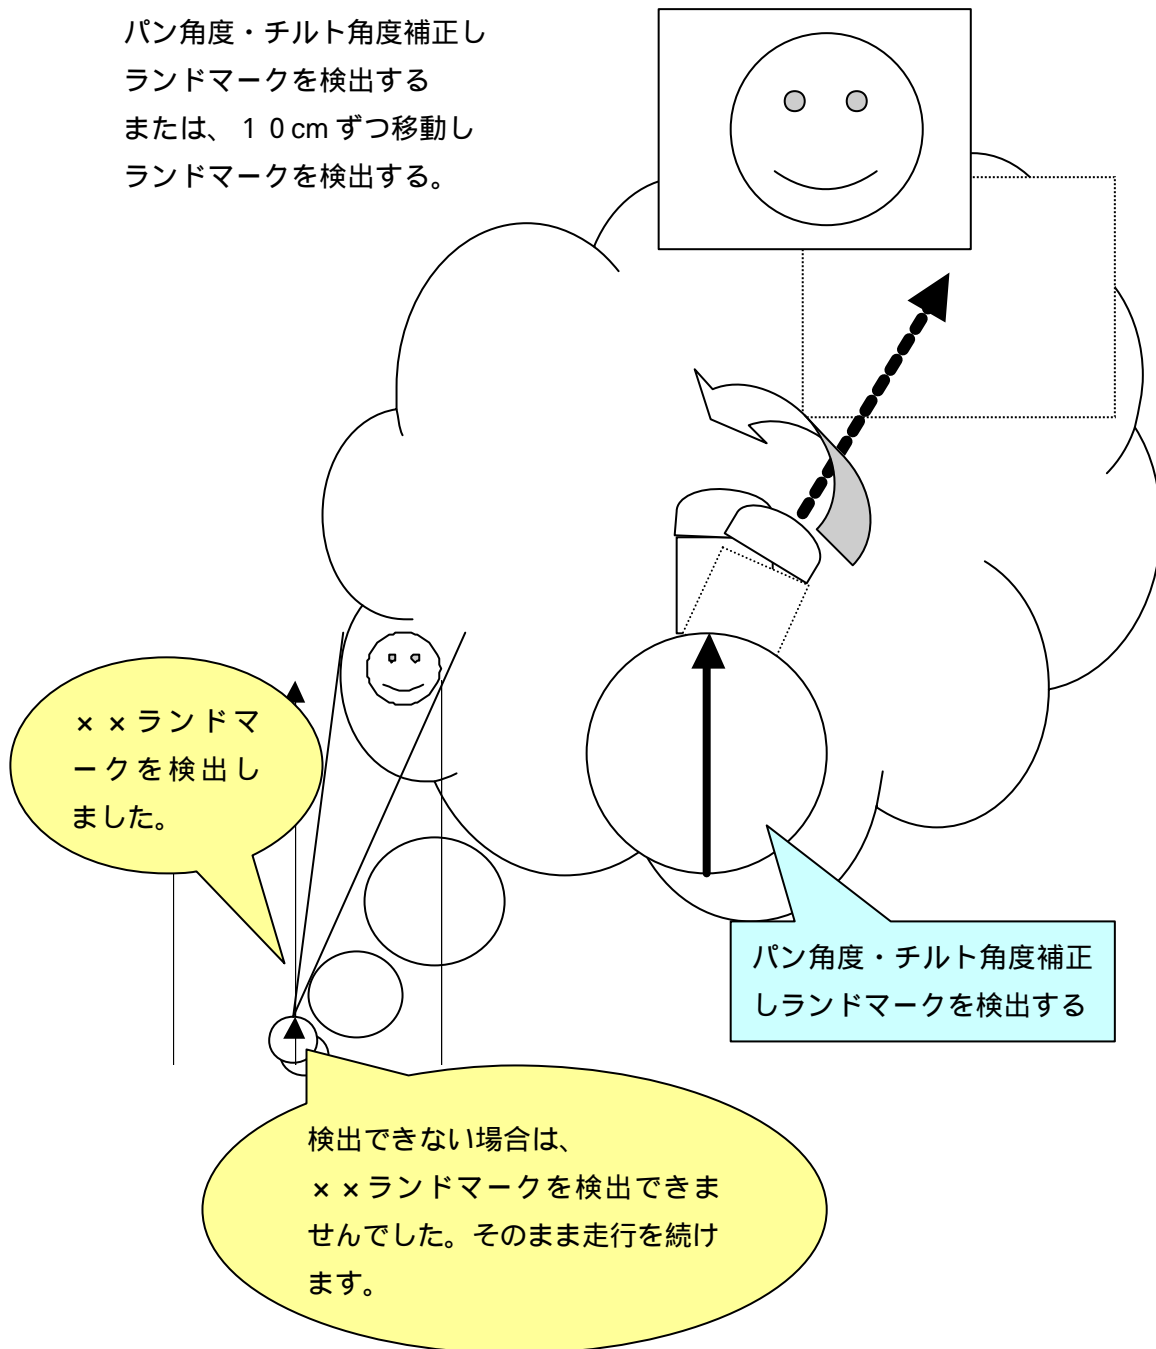 パン角度・チルト角度補正し
ランドマークを検出する
または、１０cm ずつ移動し
ランドマークを検出する。
××ランドマ
ークを検出し
ました。
パン角度・チルト角度補正
しランドマークを検出する
検出できない場合は、
××ランドマークを検出できま
せんでした。そのまま走行を続け
ます。